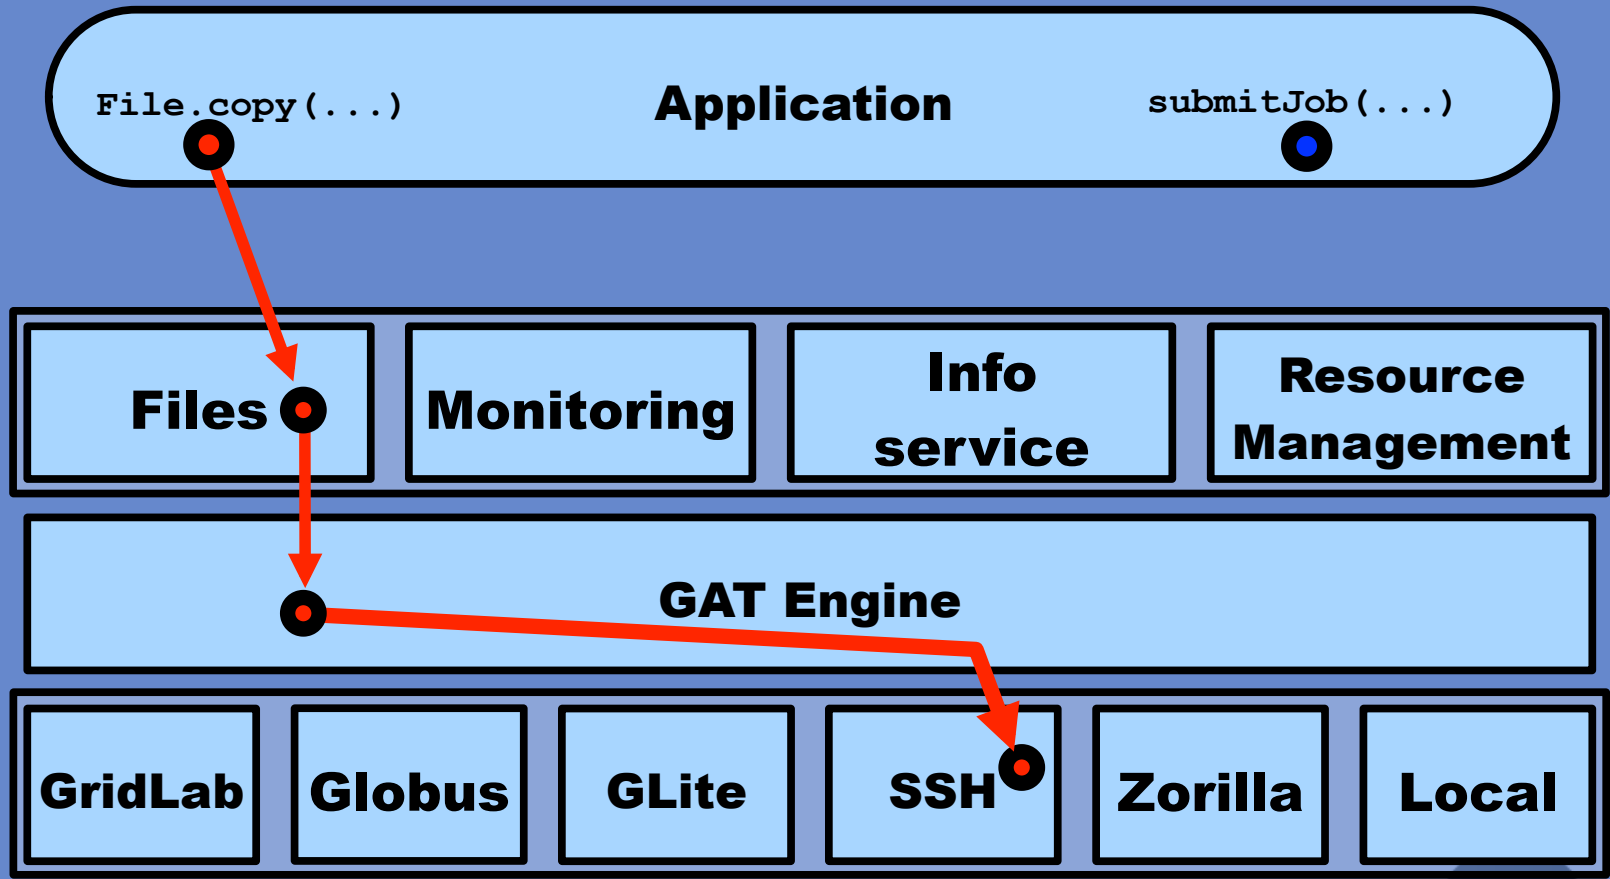 File.copy(...)
Application
submitJob(...)
Files
Monitoring
Info
service
Resource
Management
GAT Engine
GridLab
Globus
GLite
SSH
Zorilla
Local